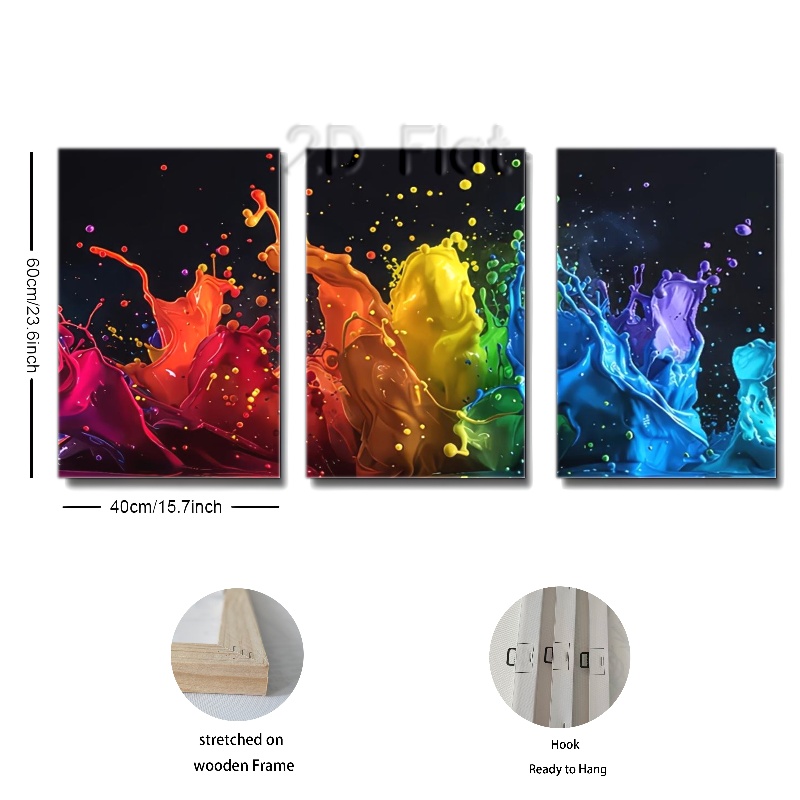 2D Flat
60cm/23.6inch
40cm/15.7inch
stretched on
wooden Frame
Hook
Ready to Hang